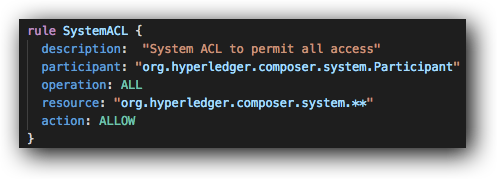 rule SystemACL {
description: "System ACL to permit all access"
participant: "org.hyperledger.composer.system.Participant"
operation: ALL
resource: "org.hyperledger.composer.system.**"
action: ALLOW
}